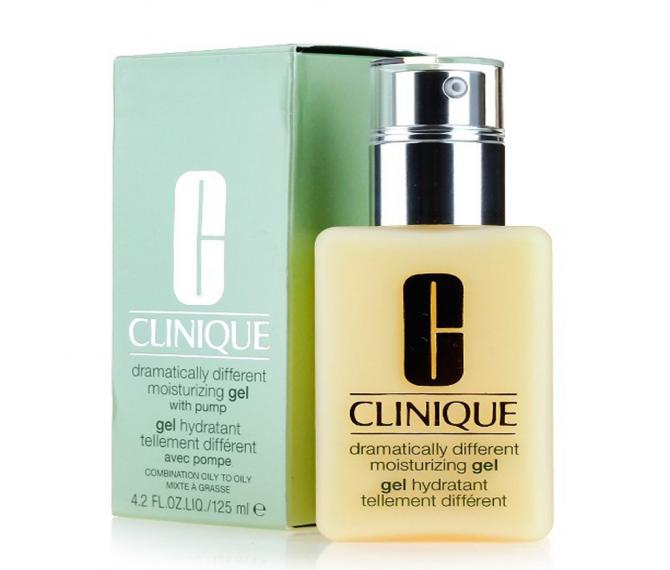 C
CLINIQUE
dramatically different
moisturizing gel
with pump
gel hydratant
tellement différent
avec pompe
COMBINATION OILY TO OILY
MIXTE À GRASSE
4.2 FL.OZ.LIQ./125 ml ℮
C
CLINIQUE
dramatically different
moisturizing gel
gel hydratant
tellement différent